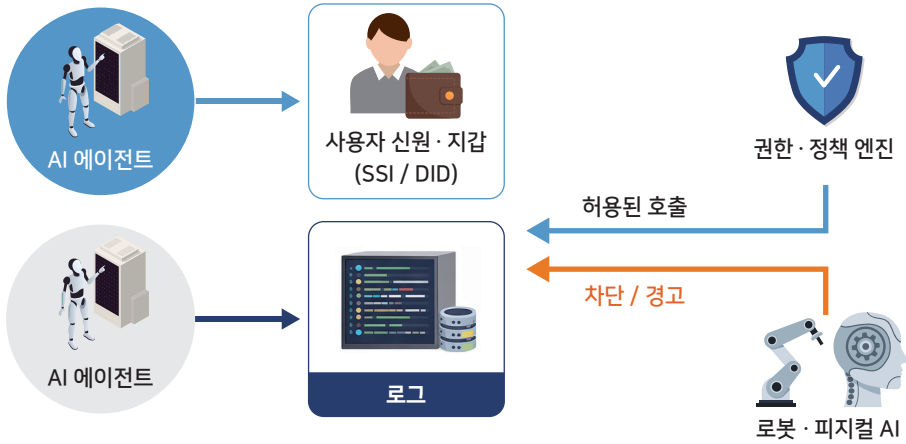 AI 에이전트
사용자 신원 · 지갑
(SSI / DID)
권한 · 정책 엔진
허용된 호출
차단 / 경고
AI 에이전트
로그
로봇 · 피지컬 AI